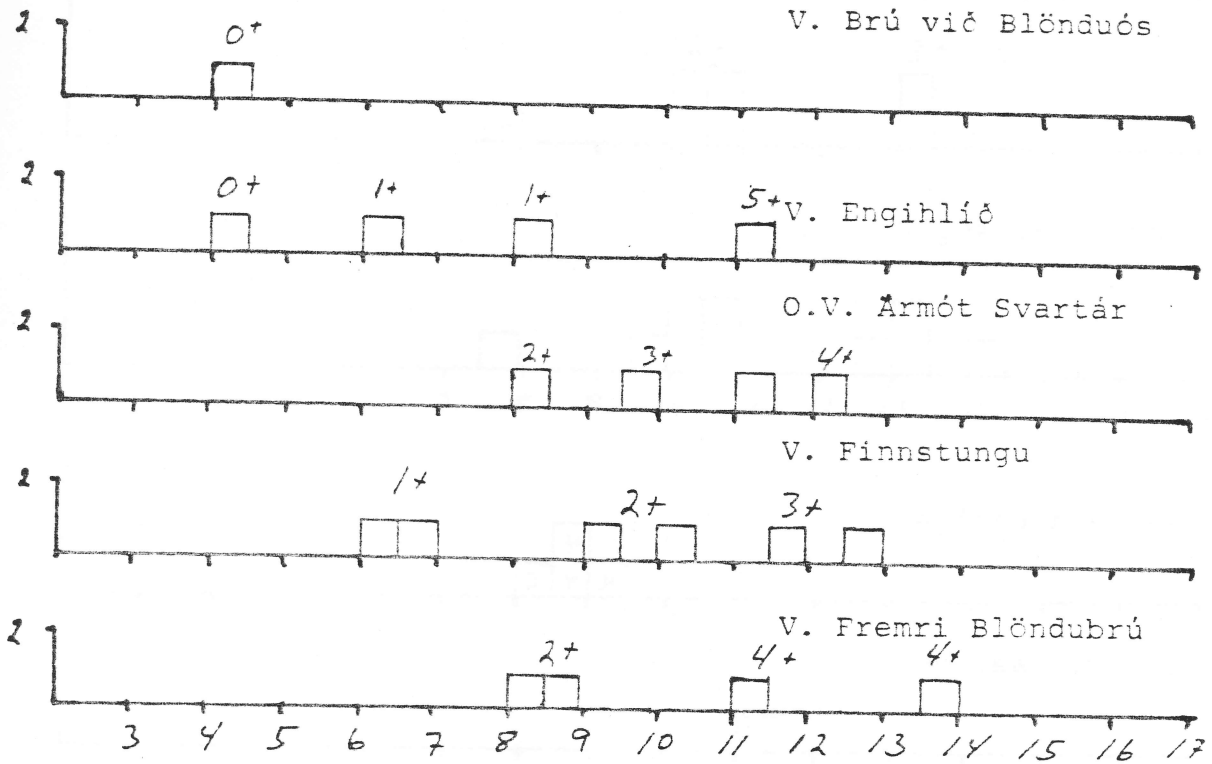 V. Brú við Blönduós
2
0+
V. Engihlíð
2
0+ 1+ 1+ 5+
O.V. Ármót Svartár
2
2+ 3+ 4+
V. Finnstungu
2
1+ 2+ 3+
V. Fremri Blöndubrú
2
2+ 4+ 4+
3 4 5 6 7 8 9 10 11 12 13 14 15 16 17